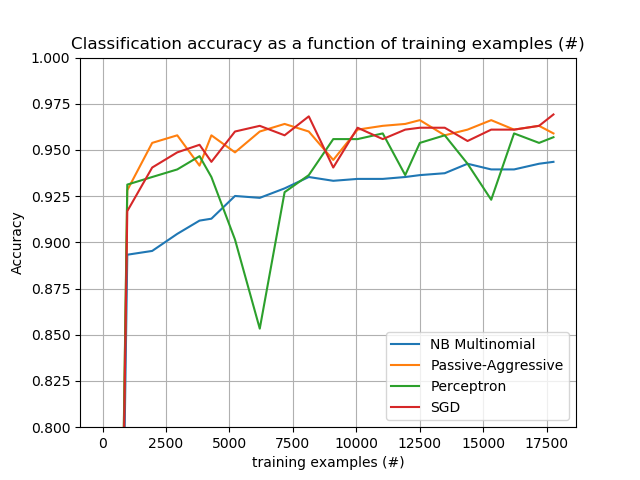 Classification accuracy as a function of training examples (#)
1.000
0.975
0.950
0.925
0.900
0.875
0.850
0.825
0.800
Accuracy
NB Multinomial
Passive-Aggressive
Perceptron
SGD
0 2500 5000 7500 10000 12500 15000 17500
training examples (#)